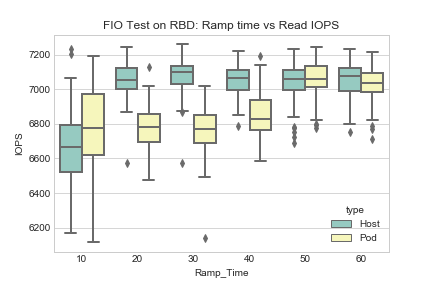 FIO Test on RBD: Ramp time vs Read IOPS
7200
7000
6800
6600
6400
6200
IOPS
10 20 30 40 50 60
Ramp_Time
type
Host
Pod